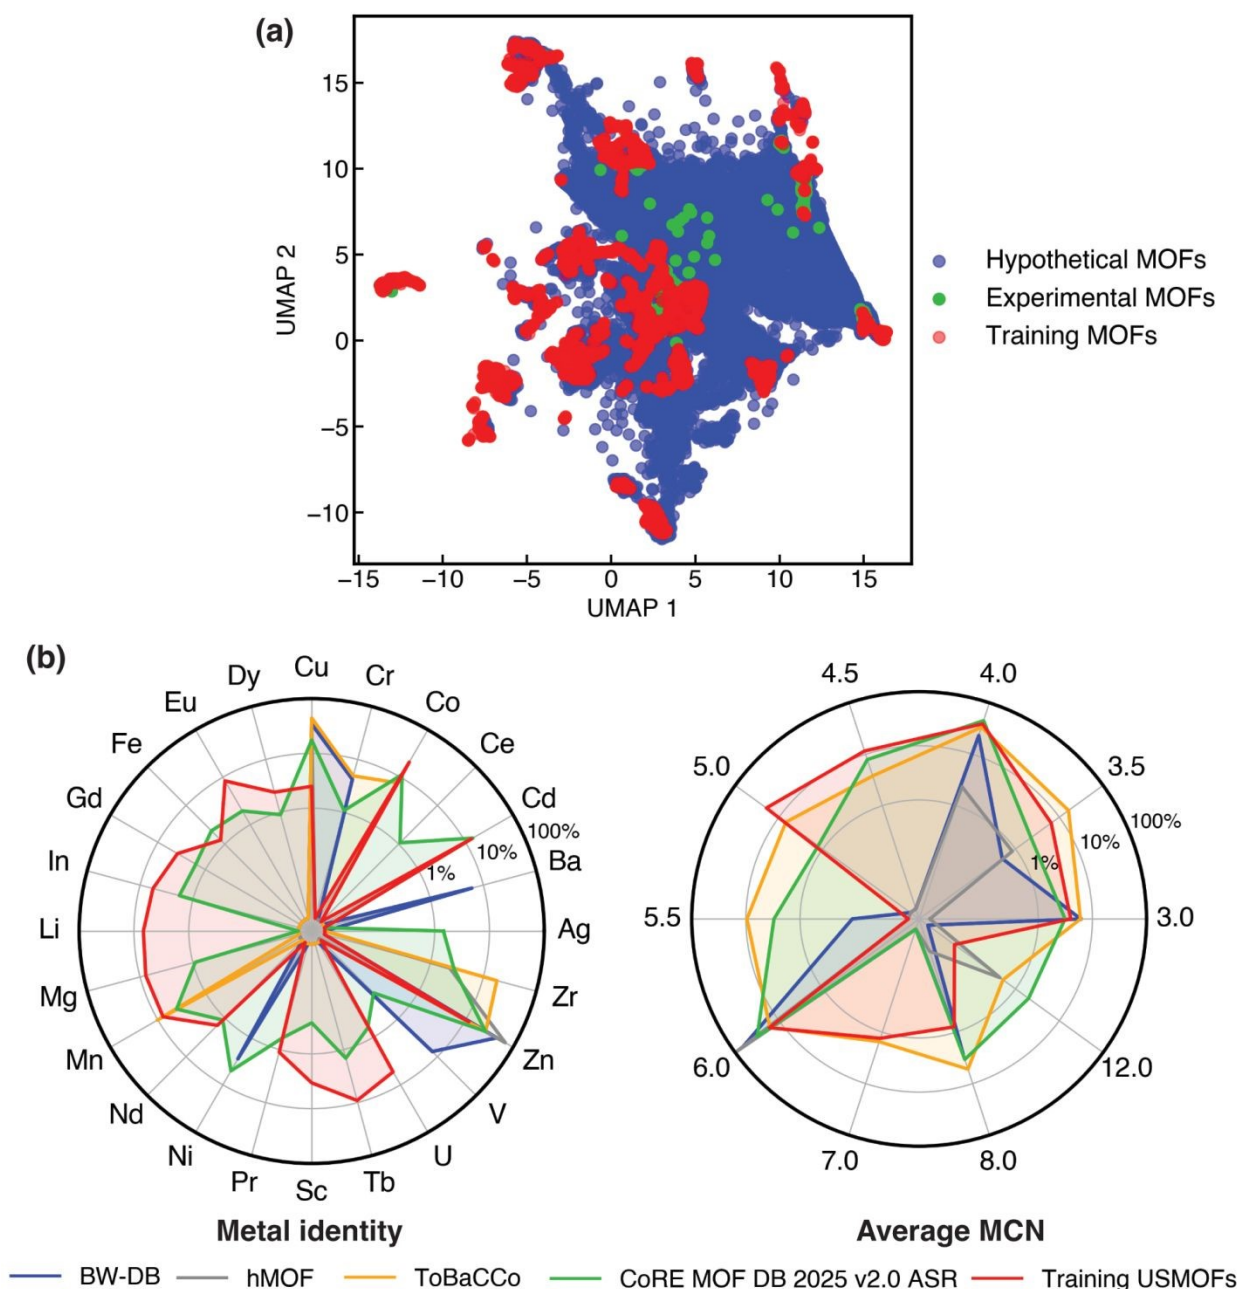 (a)
15
10
5
0
−5
−10
UMAP 2
−15
−10
−5
0
5
10
15
UMAP 1
Hypothetical MOFs
Experimental MOFs
Training MOFs
(b)
Cu
Cr
Co
Ce
Cd
Ba
Ag
Zr
Zn
V
U
Tb
Sc
Pr
Ni
Nd
Mn
Mg
Li
In
Gd
Fe
Eu
Dy
100%
10%
1%
Metal identity
4.5
4.0
3.5
3.0
12.0
8.0
7.0
6.0
5.5
5.0
100%
10%
1%
Average MCN
BW-DB
hMOF
ToBaCCo
CoRE MOF DB 2025 v2.0 ASR
Training USMOFs